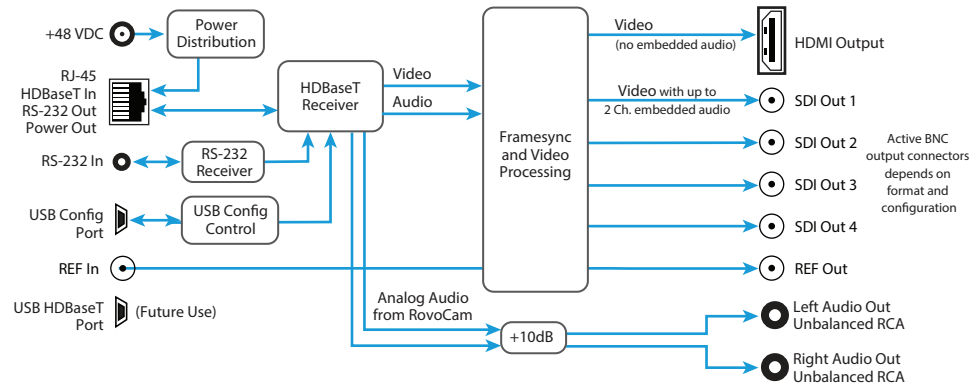 +48 VDC
Power
Distribution
RJ-45
HDBaseT In
RS-232 Out
Power Out
HDBaseT
Receiver
Video
Audio
RS-232 In
RS-232
Receiver
USB Config
Port
USB Config
Control
REF In
USB HDBaseT
Port
(Future Use)
Framesync
and Video
Processing
Video
(no embedded audio)
HDMI Output
Video with up to
2 Ch. embedded audio
SDI Out 1
SDI Out 2
SDI Out 3
SDI Out 4
Active BNC
output connectors
depends on
format and
configuration
REF Out
Analog Audio
from RovoCam
+10dB
Left Audio Out
Unbalanced RCA
Right Audio Out
Unbalanced RCA